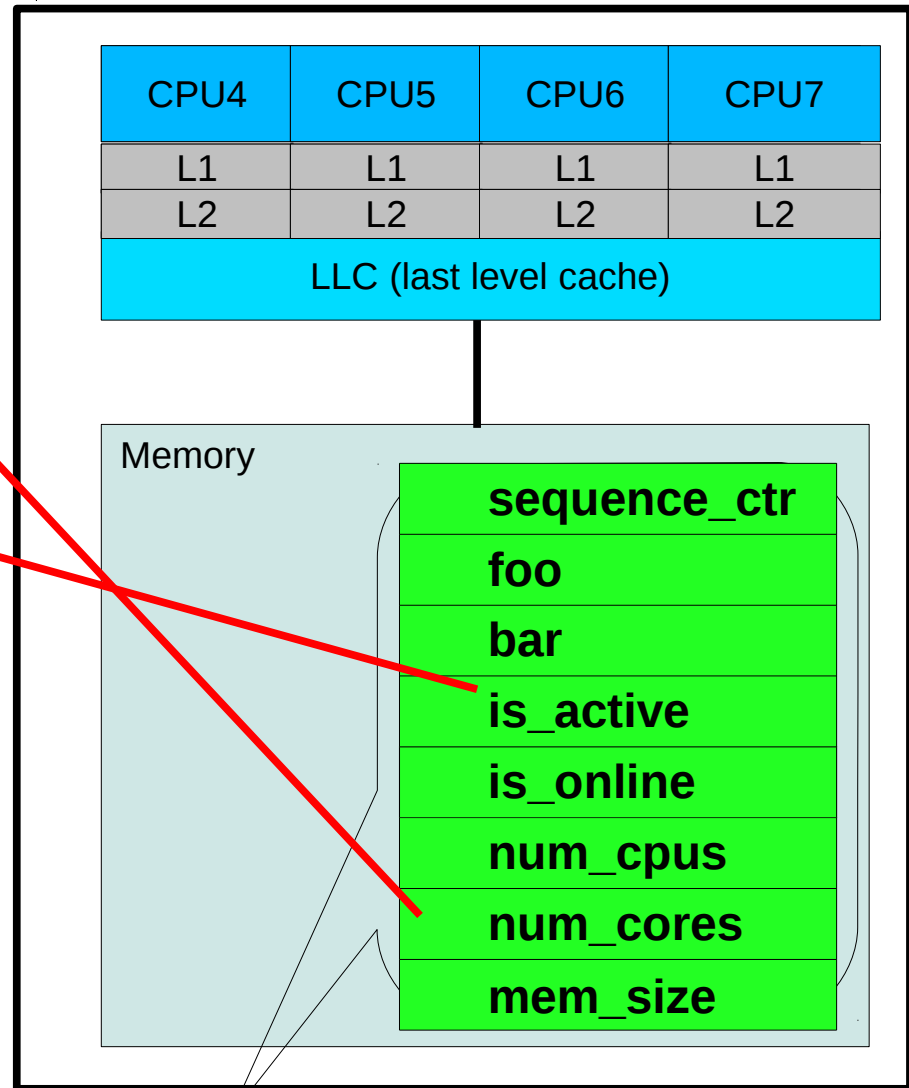 CPU4 CPU5 CPU6 CPU7
L1 L1 L1 L1
L2 L2 L2 L2
LLC (last level cache)
Memory
sequence_ctr
foo
bar
is_active
is_online
num_cpus
num_cores
mem_size